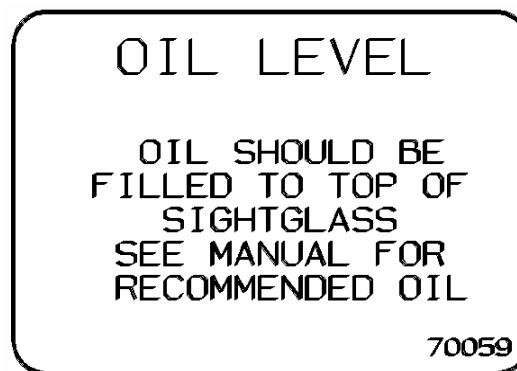 OIL LEVEL
OIL SHOULD BE
FILLED TO TOP OF
SIGHTGLASS
SEE MANUAL FOR
RECOMMENDED OIL
70059